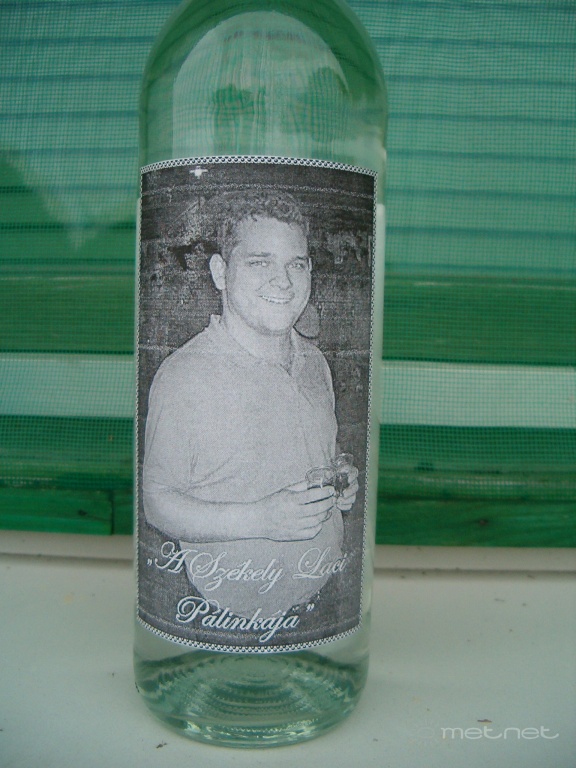 „A Székely Laci
Pálinkája”
metnet